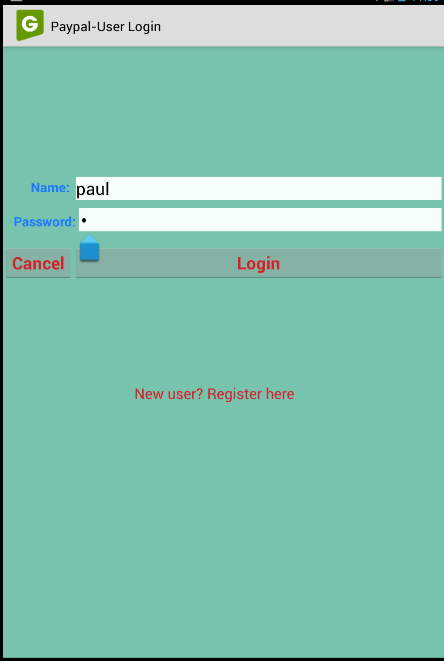 G Paypal-User Login
Name: paul
Password: •
Cancel Login
New user? Register here